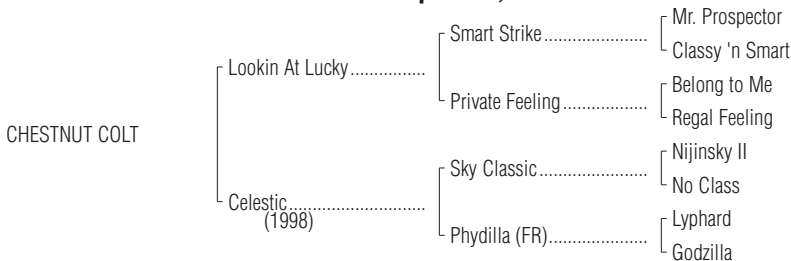 Mr. Prospector
Smart Strike.......................
Classy 'n Smart
Lookin At Lucky................
Belong to Me
Private Feeling...................
Regal Feeling
CHESTNUT COLT
Nijinsky II
Sky Classic........................
No Class
Celestic.............................
(1998)
Lyphard
Phydilla (FR)......................
Godzilla